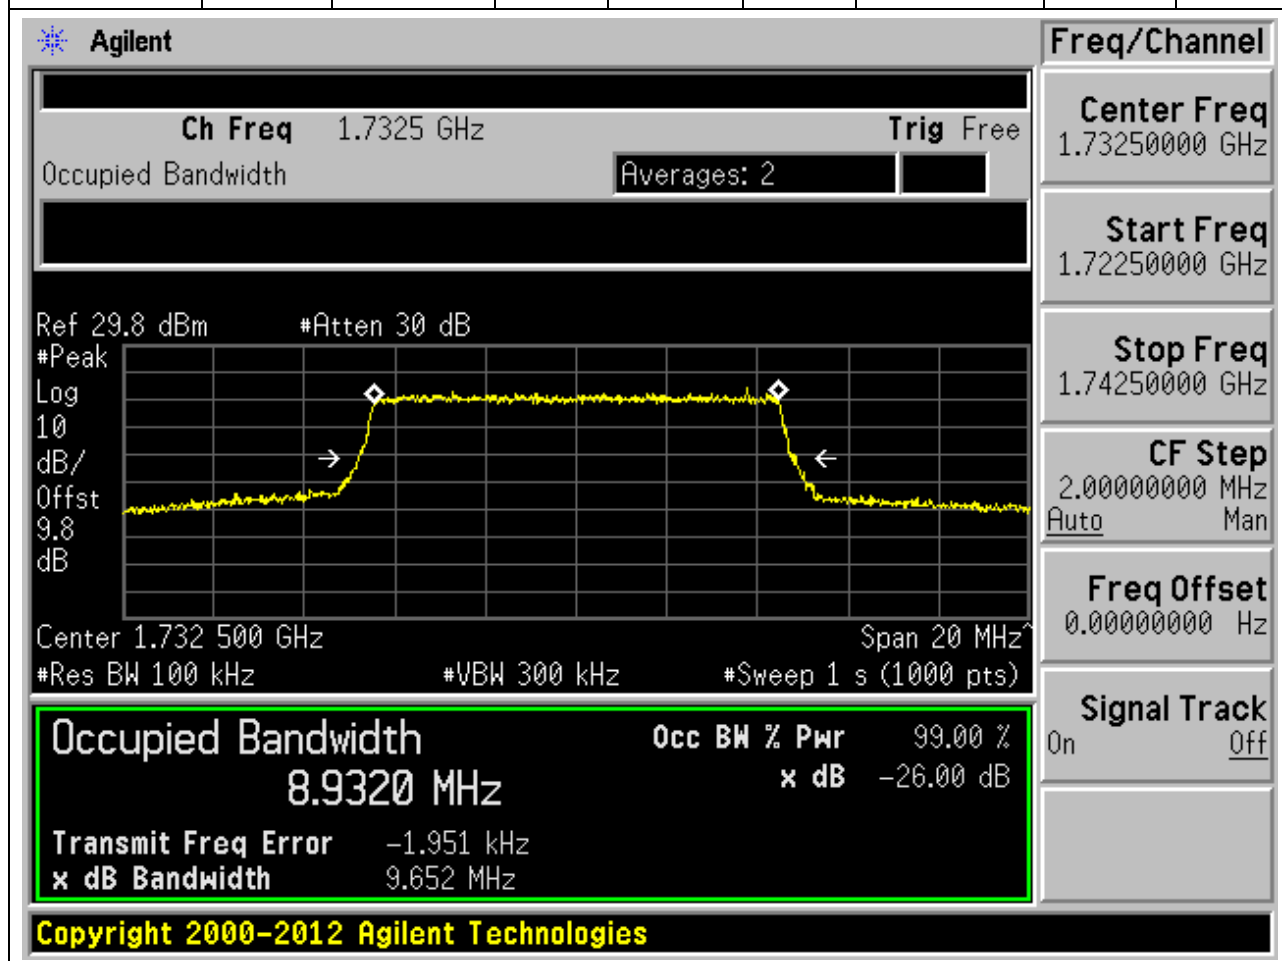 Agilent
Freq/Channel
Ch Freq 1.7325 GHz Trig Free
Occupied Bandwidth Averages: 2
Center Freq
1.73250000 GHz
Start Freq
1.72250000 GHz
Stop Freq
1.74250000 GHz
CF Step
2.00000000 MHz
Auto Man
Freq Offset
0.00000000 Hz
Signal Track
On Off
Ref 29.8 dBm #Atten 30 dB
#Peak
Log
10
dB/
Offst
9.8
dB
Center 1.732 500 GHz Span 20 MHz^
#Res BW 100 kHz #VBW 300 kHz #Sweep 1 s (1000 pts)
Occupied Bandwidth Occ BW % Pwr 99.00 %
8.9320 MHz x dB -26.00 dB
Transmit Freq Error -1.951 kHz
x dB Bandwidth 9.652 MHz
Copyright 2000-2012 Agilent Technologies